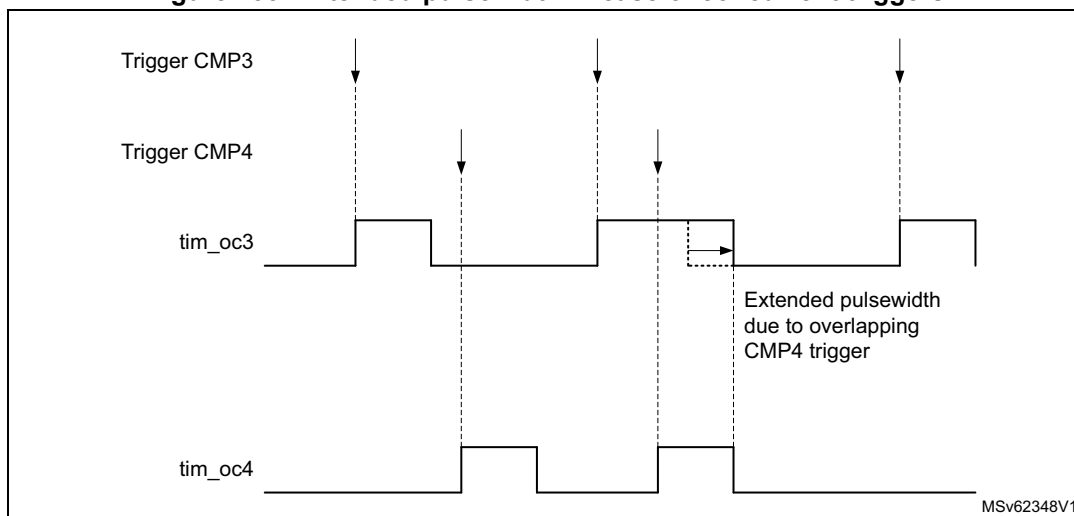 Trigger CMP3
Trigger CMP4
tim_oc3
Extended pulsewidth
due to overlapping
CMP4 trigger
tim_oc4
MSv62348V1